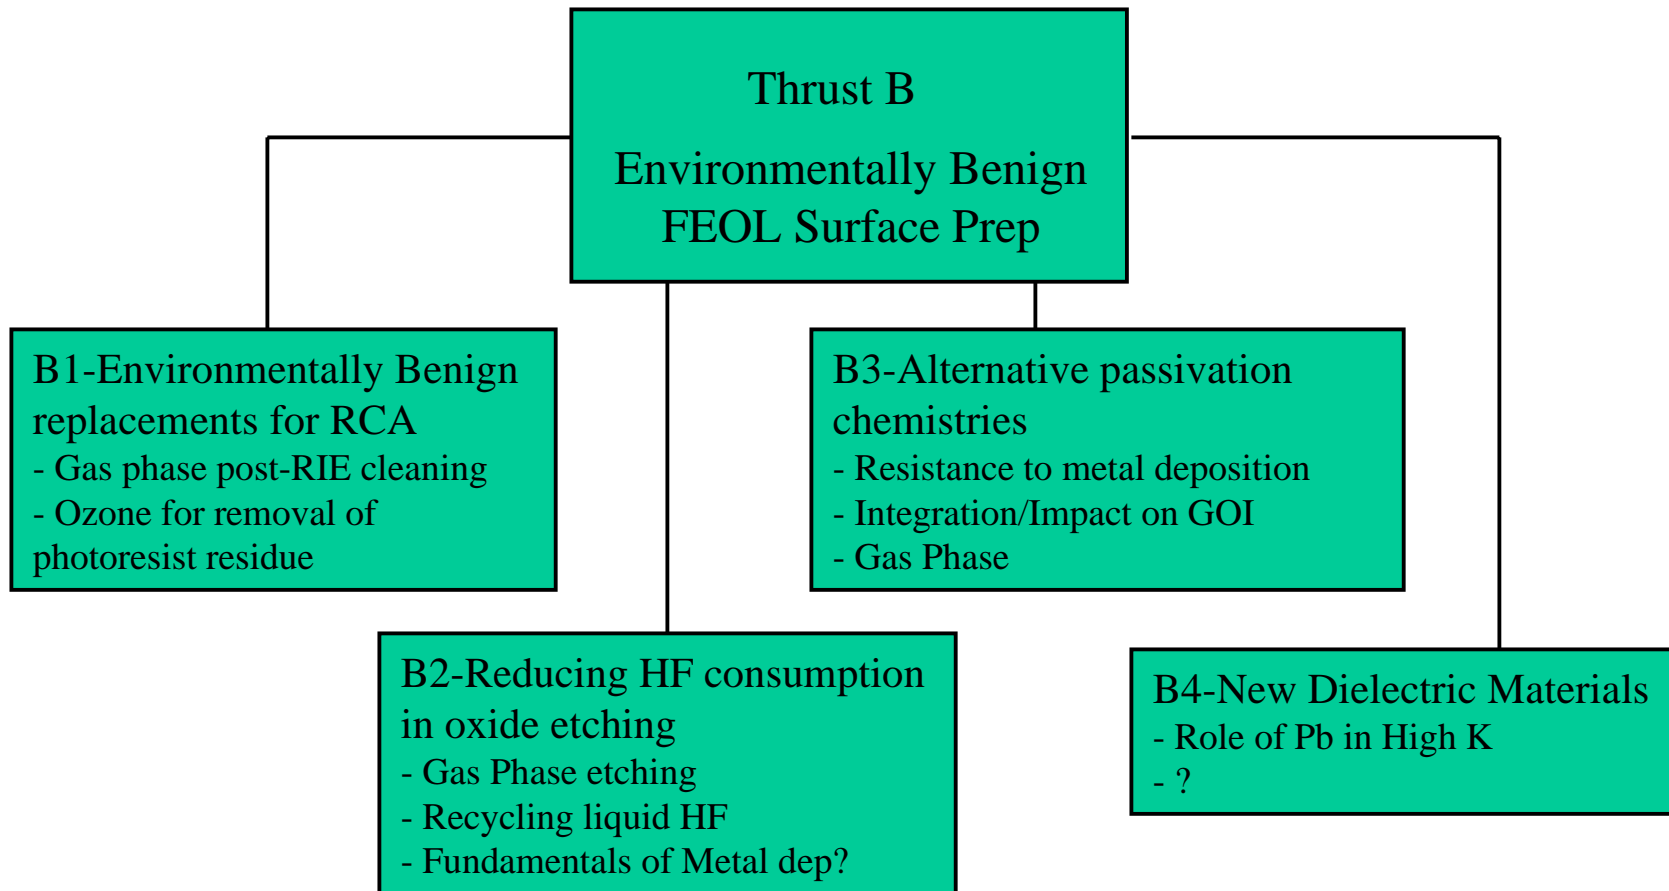 Thrust B
Environmentally Benign
FEOL Surface Prep
B1-Environmentally Benign
replacements for RCA
- Gas phase post-RIE cleaning
- Ozone for removal of
photoresist residue
B3-Alternative passivation
chemistries
- Resistance to metal deposition
- Integration/Impact on GOI
- Gas Phase
B2-Reducing HF consumption
in oxide etching
- Gas Phase etching
- Recycling liquid HF
- Fundamentals of Metal dep?
B4-New Dielectric Materials
- Role of Pb in High K
- ?